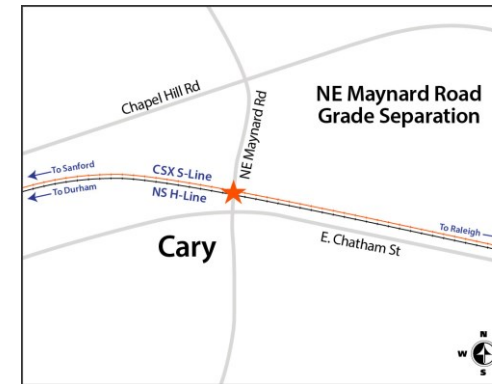 NE Maynard Road
Grade Separation
Chapel Hill Rd
NE Maynard Rd
To Sanford
CSX S-Line
To Durham
NS H-Line
To Raleigh
E. Chatham St
Cary
N
W
S